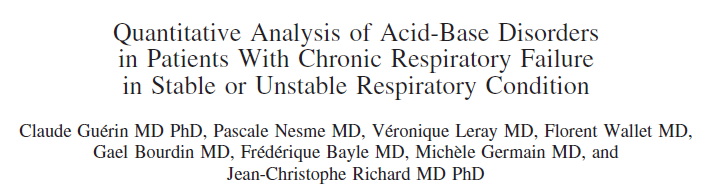 Quantitative Analysis of Acid-Base Disorders
in Patients With Chronic Respiratory Failure
in Stable or Unstable Respiratory Condition
Claude Guérin MD PhD, Pascale Nesme MD, Véronique Leray MD, Florent Wallet MD,
Gael Bourdin MD, Frédérique Bayle MD, Michèle Germain MD, and
Jean-Christophe Richard MD PhD